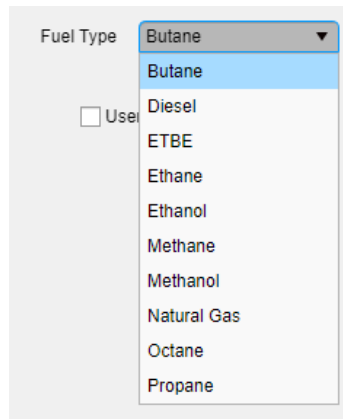 Fuel Type Butane
Butane
Diesel
User
ETBE
Ethane
Ethanol
Methane
Methanol
Natural Gas
Octane
Propane